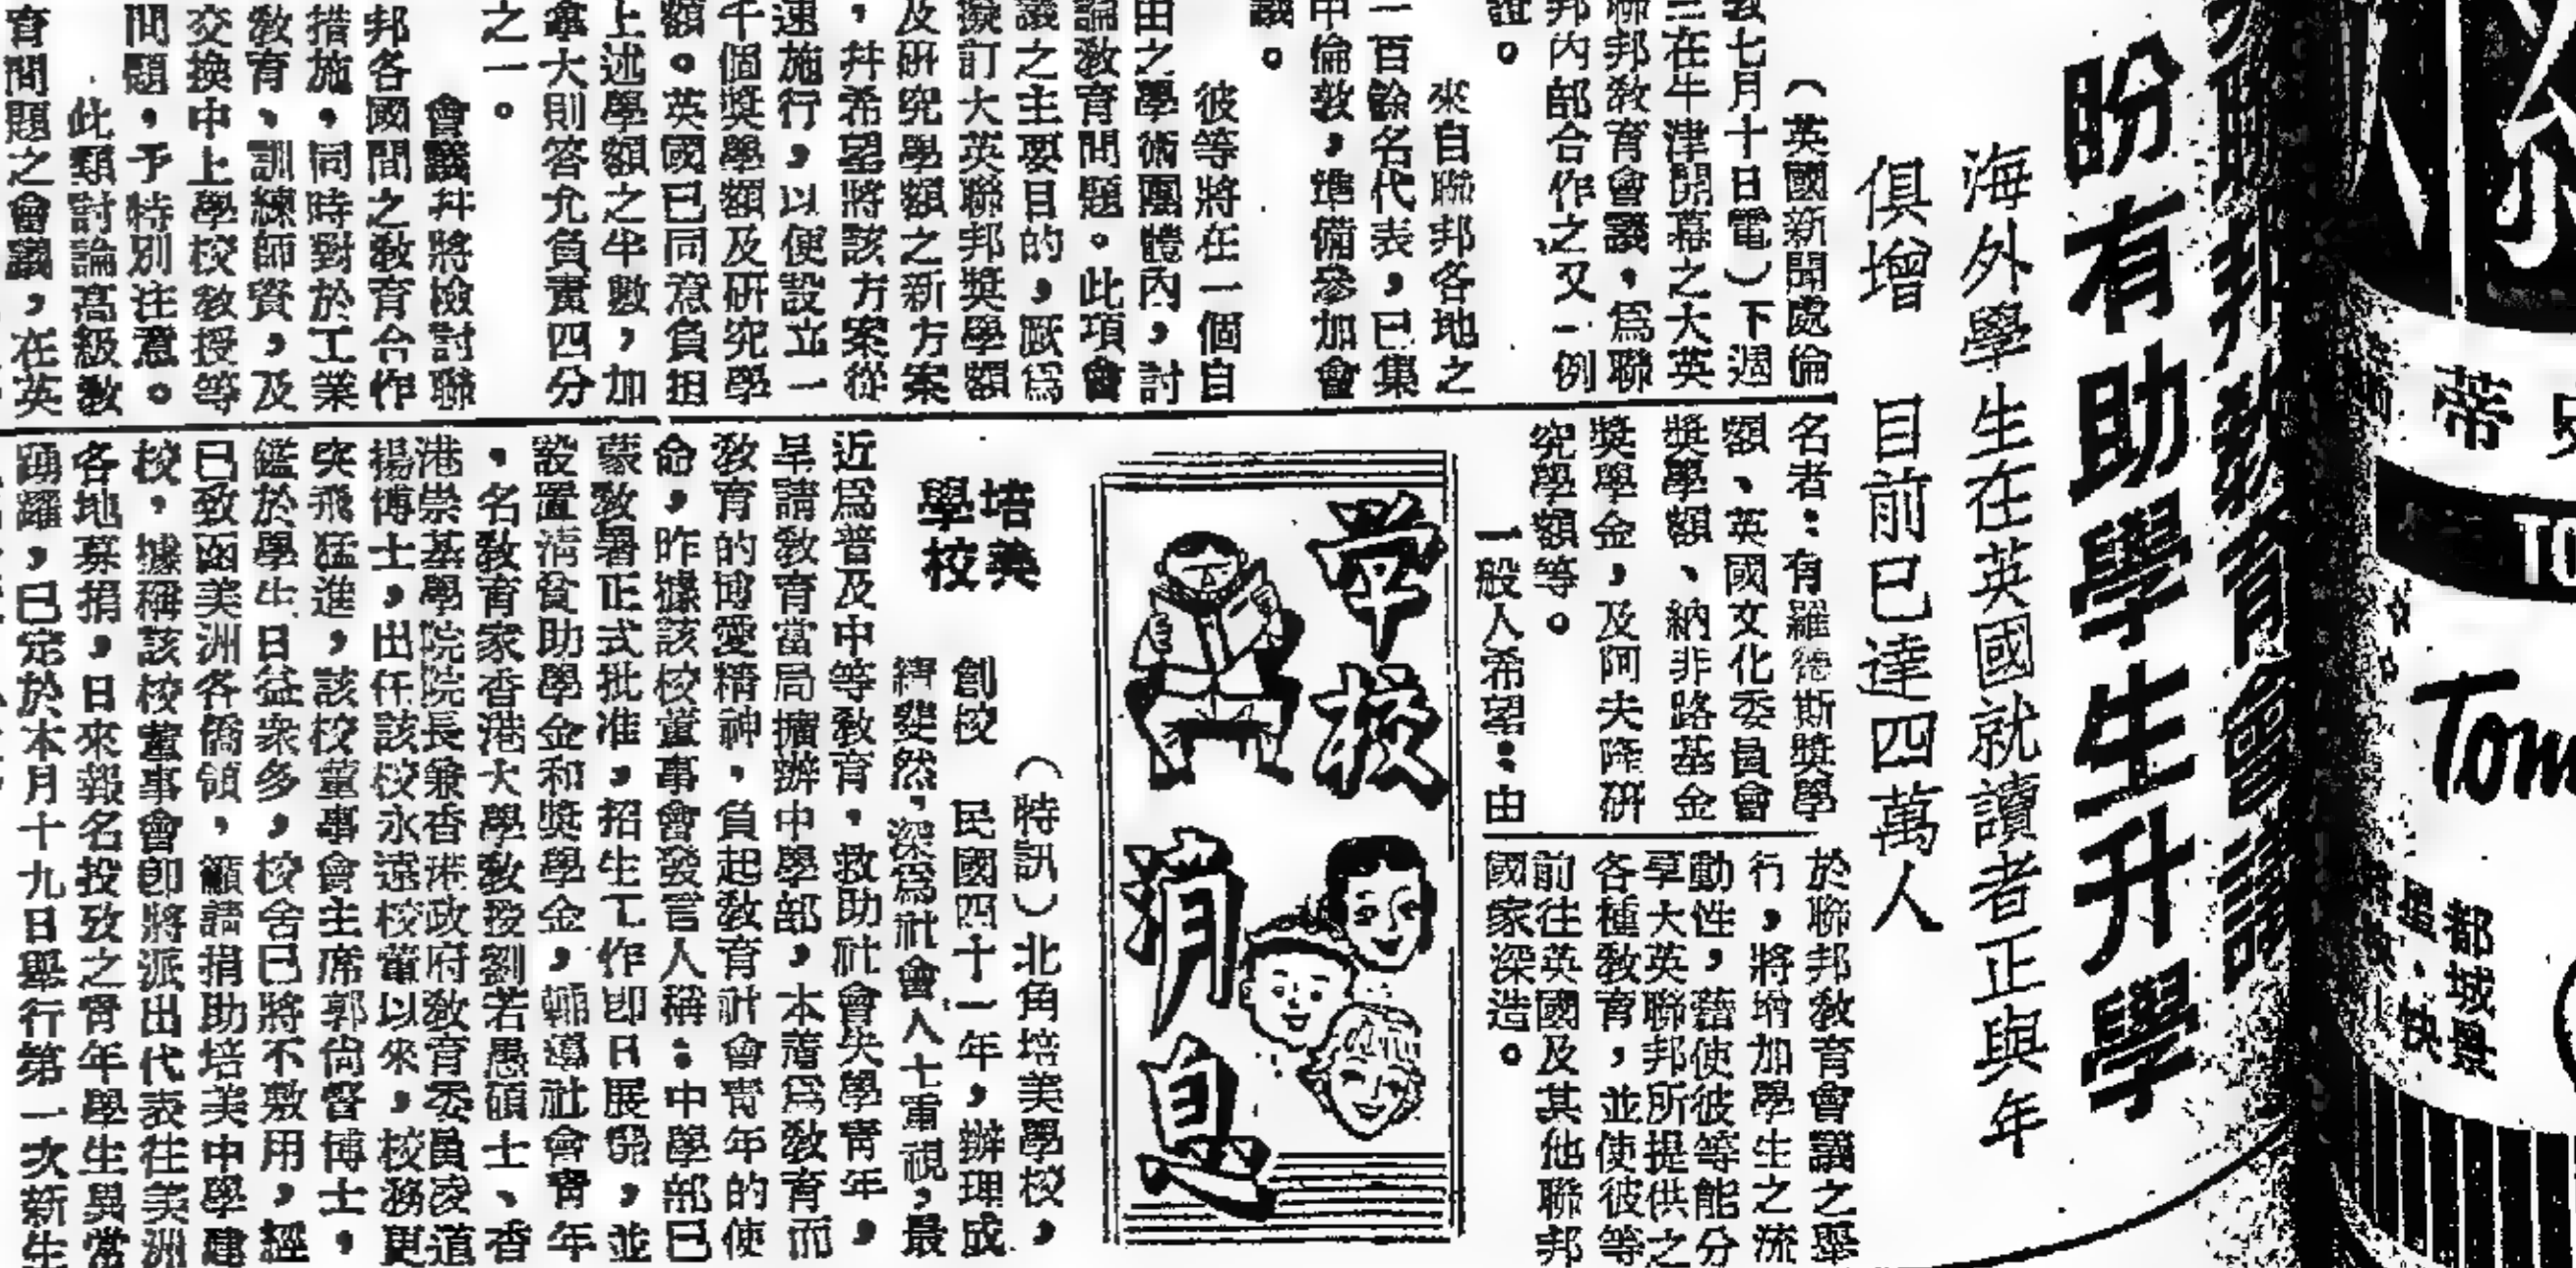 英聯邦教育會議
盼有助學生升學
海外學生在英國就讀者正與年
俱增　目前已達四萬人
（英國新聞處倫
敦七月十日電）下週
三在牛津開幕之大英
聯邦教育會議，爲聯
邦內部合作之又一例
證。
來自聯邦各地之
一百餘名代表，已集
中倫敦，準備參加會
議。
彼等將在一個自
由之學術團體內，討
論教育問題。此項會
議之主要目的，厥爲
擬訂大英聯邦獎學額
及研究學額之新方案
，幷希望將該方案從
速施行，以便設立一
千個獎學額及研究學
額。英國已同意負担
上述學額之半數，加
拿大則答允負責四分
之一。
會議幷將檢討聯
邦各國間之教育合作
措施，同時對於工業
教育、訓練師資，及
交換中上學校教授等
問題，予特別注意。
此類討論高級教
育問題之會議，在英
名者：有羅德斯獎學
額、英國文化委員會
獎學額、納非路基金
獎學金，及阿夫隆研
究學額等。
一般人希望：由
於聯邦教育會議之舉
行，將增加學生之流
動性，藉使彼等能分
享大英聯邦所提供之
各種教育，並使彼等
前往英國及其他聯邦
國家深造。
學校
消息
培美
學校
創校
績斐然，深爲社會人士重視，最
（特訊）北角培美學校，
民國四十一年，辦理成
近爲普及中等教育，救助社會失學青年，
呈請教育當局擴辦中學部，本着爲教育而
教育的博愛精神，負起教育社會青年的使
命，昨據該校董事會發言人稱：中學部已
蒙教署正式批准，招生工作即日展開，並
設置清貧助學金和獎學金，輔導社會青年
，名教育家香港大學教授劉若愚碩士、香
港崇基學院院長兼香港政府教育委員凌道
揚博士，出任該校永遠校董以來，校務更
突飛猛進，該校董事會主席郭尙督博士，
鑑於學生日益衆多，校舍已將不敷用，經
已致函美洲各僑領，籲請捐助培美中學建
校，據稱該校董事會即將派出代表往美洲
各地募捐，日來報名投攷之青年學生異常
踴躍，已定於本月十九日舉行第一次新生
蒂
Tom